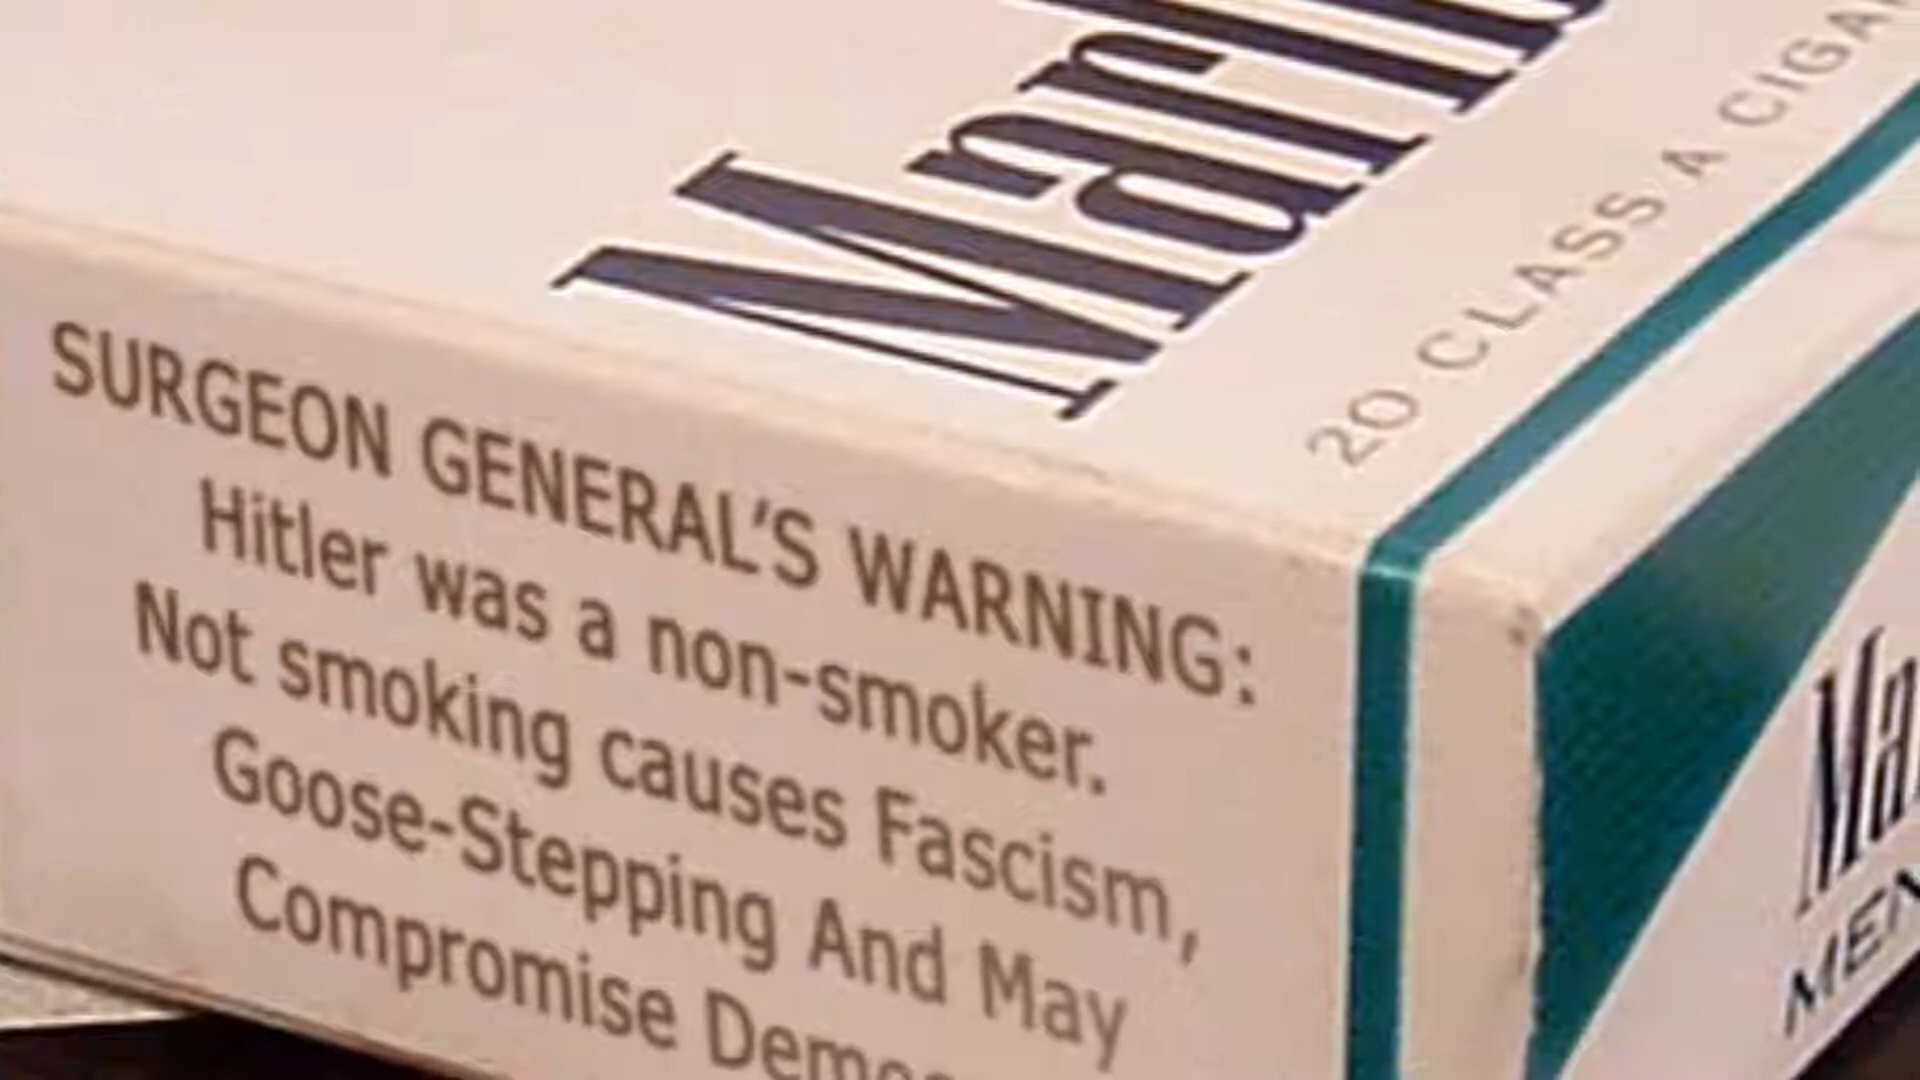 Marlb
20 CLASS A CIGAR
SURGEON GENERAL'S WARNING:
Hitler was a non-smoker.
Not smoking causes Fascism,
Goose-Stepping And May
Compromise Demo
Ma
MEN